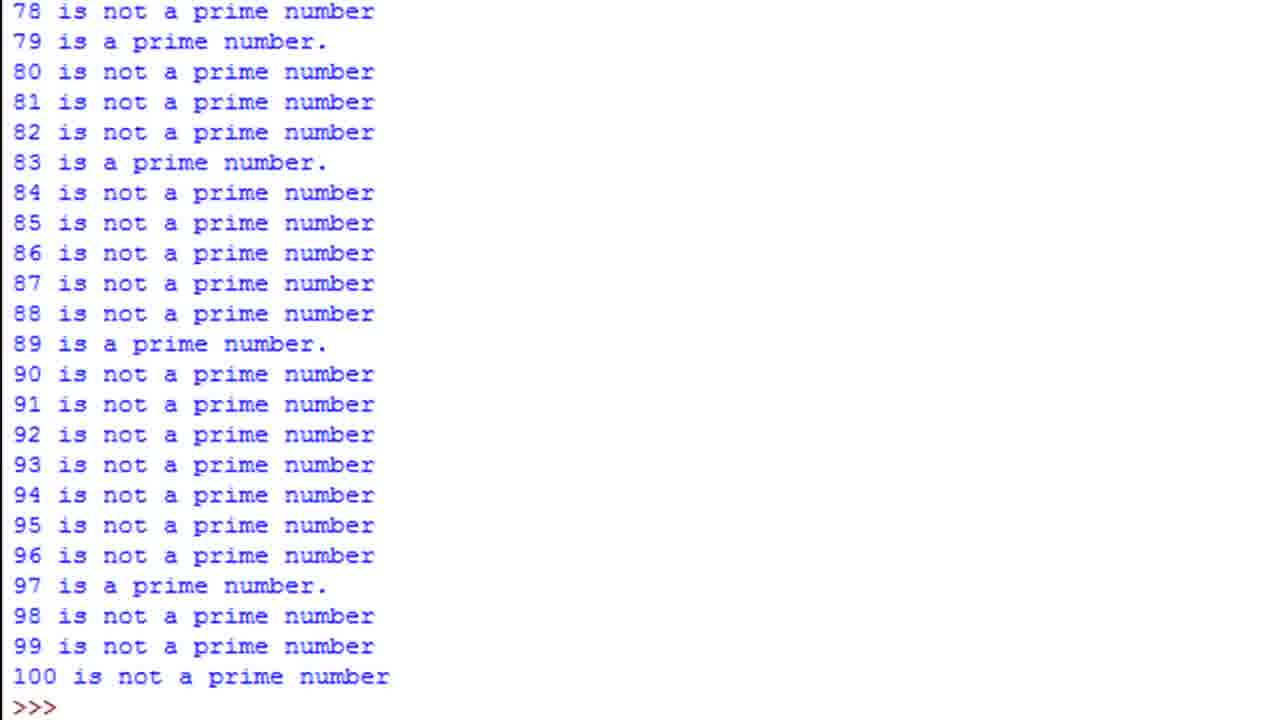 78 is not a prime number
79 is a prime number.
80 is not a prime number
81 is not a prime number
82 is not a prime number
83 is a prime number.
84 is not a prime number
85 is not a prime number
86 is not a prime number
87 is not a prime number
88 is not a prime number
89 is a prime number.
90 is not a prime number
91 is not a prime number
92 is not a prime number
93 is not a prime number
94 is not a prime number
95 is not a prime number
96 is not a prime number
97 is a prime number.
98 is not a prime number
99 is not a prime number
100 is not a prime number
>>>